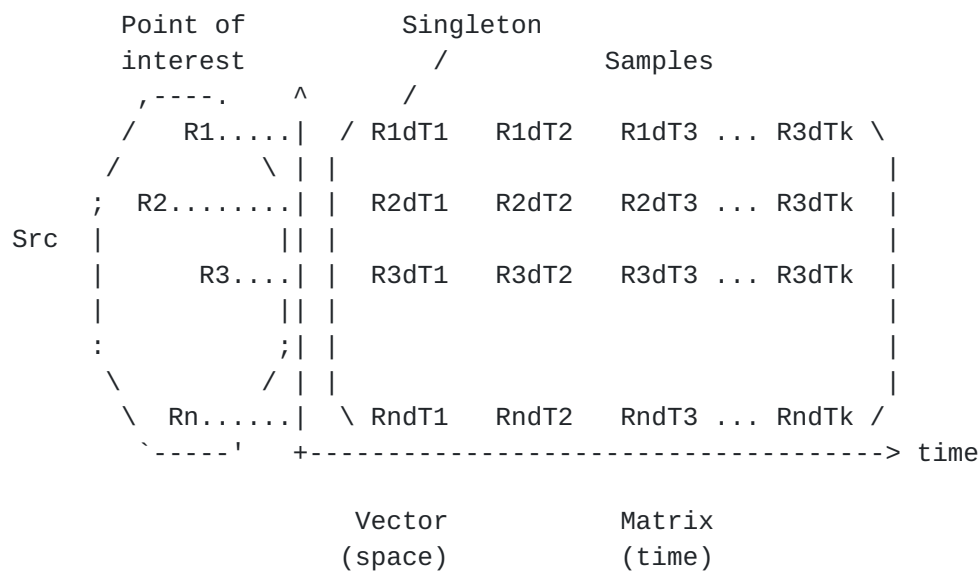 Point of          Singleton
       interest            /          Samples
        ,----.    ^      /
       /   R1.....|  / R1dT1   R1dT2   R1dT3 ... R3dTk \
      /         \ | |                                   |
     ;  R2........| |  R2dT1   R2dT2   R2dT3 ... R3dTk  |
Src  |           || |                                   |
     |      R3....| |  R3dT1   R3dT2   R3dT3 ... R3dTk  |
     |           || |                                   |
     :           ;| |                                   |
      \         / | |                                   |
       \  Rn......|  \ RndT1   RndT2   RndT3 ... RndTk /
        `-----'   +-------------------------------------> time

                      Vector           Matrix
                     (space)           (time)